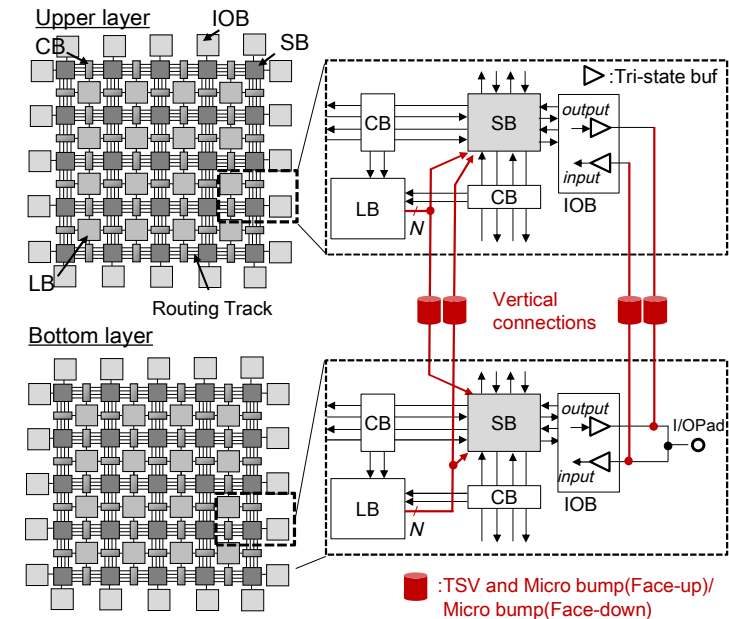 Upper layer
IOB
CB
SB
LB
Routing Track
:Tri-state buf
output
CB
SB
input
LB
CB
IOB
N
Vertical
connections
Bottom layer
output
CB
SB
I/OPad
input
LB
CB
IOB
N
:TSV and Micro bump(Face-up)/
Micro bump(Face-down)